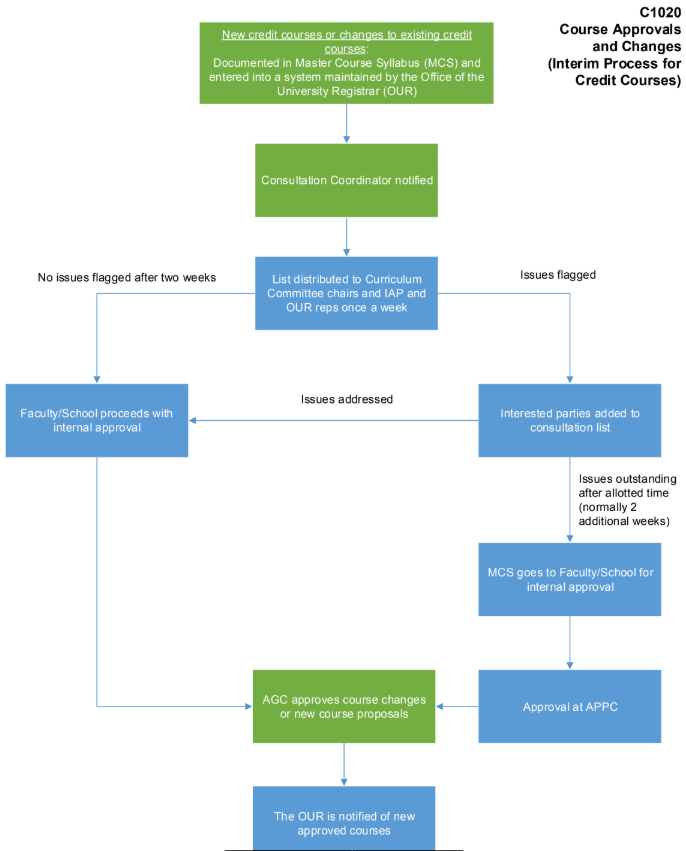 C1020
Course Approvals
and Changes
(Interim Process for
Credit Courses)
New credit courses or changes to existing credit
courses:
Documented in Master Course Syllabus (MCS) and
entered into a system maintained by the Office of the
University Registrar (OUR)
Consultation Coordinator notified
No issues flagged after two weeks
List distributed to Curriculum
Committee chairs and IAP and
OUR reps once a week
Issues flagged
Faculty/School proceeds with
internal approval
Issues addressed
Interested parties added to
consultation list
Issues outstanding
after allotted time
(normally 2
additional weeks)
MCS goes to Faculty/School for
internal approval
AGC approves course changes
or new course proposals
Approval at APPC
The OUR is notified of new
approved courses